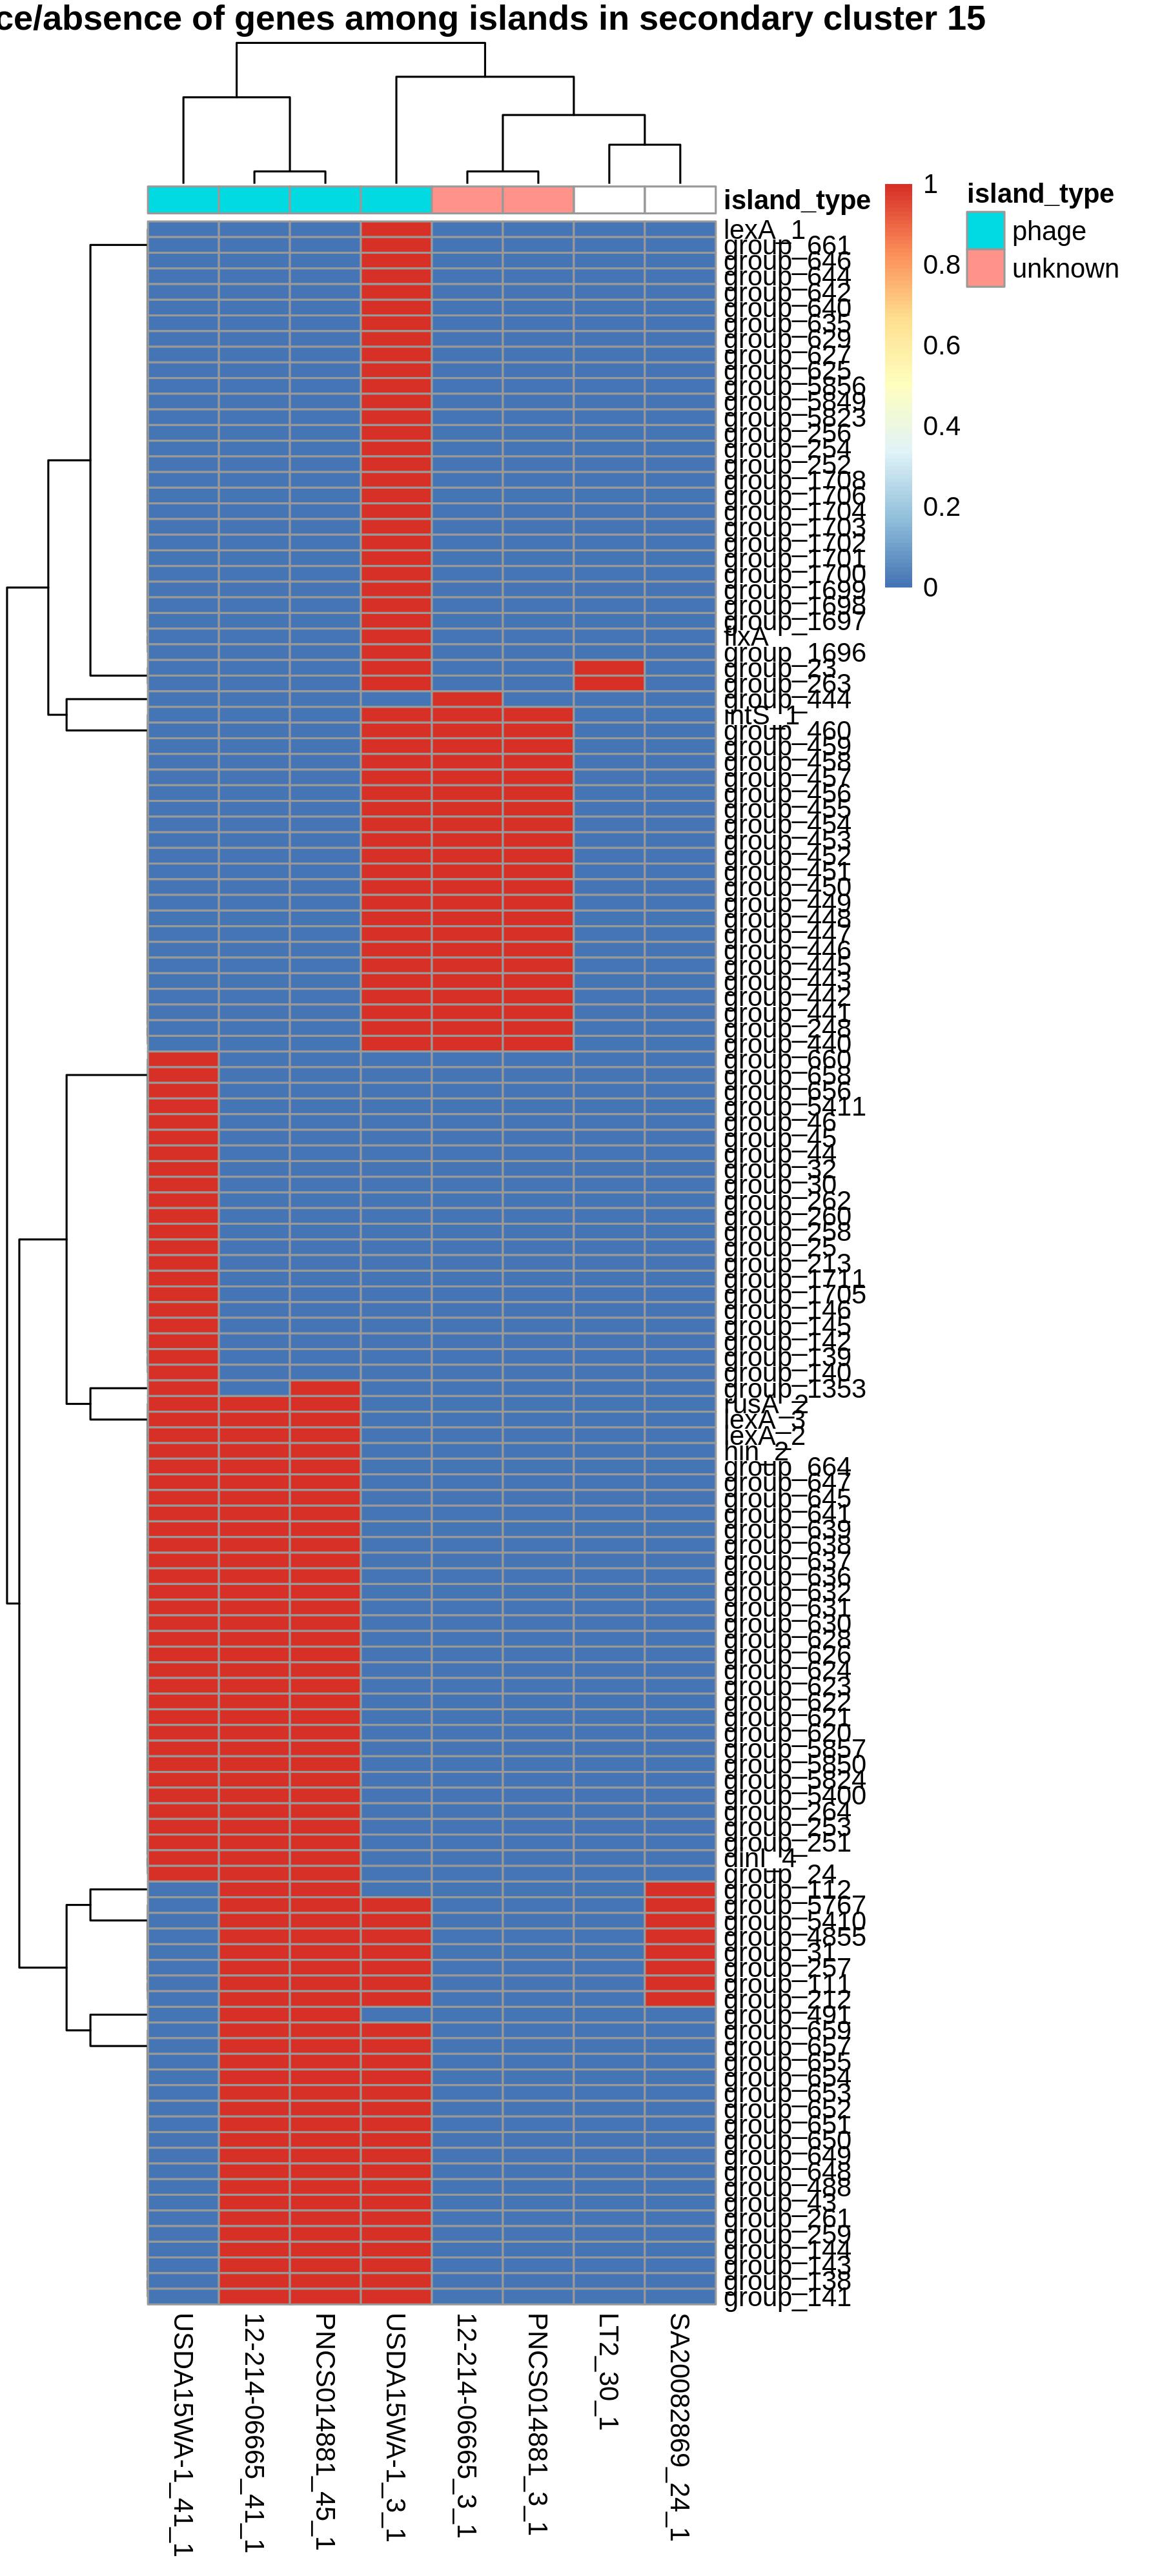 ce/absence of genes among islands in secondary cluster 15
island_type
1
0.8
0.6
0.4
0.2
0
island_type
phage
unknown
lexA_1
group_661
group_646
group_644
group_642
group_640
group_635
group_629
group_627
group_625
group_5856
group_5849
group_5823
group_256
group_254
group_252
group_1708
group_1706
group_1704
group_1703
group_1702
group_1701
group_1700
group_1699
group_1698
group_1697
fixA
group_1696
group_23
group_263
group_444
intS_1
group_460
group_459
group_458
group_457
group_456
group_455
group_454
group_453
group_452
group_451
group_450
group_449
group_448
group_447
group_446
group_445
group_443
group_442
group_441
group_248
group_440
group_660
group_658
group_656
group_5411
group_46
group_45
group_44
group_32
group_30
group_262
group_260
group_258
group_25
group_213
group_1711
group_1705
group_146
group_145
group_142
group_139
group_140
group_1353
rusA_2
lexA_3
lexA_2
hin_2
group_664
group_647
group_645
group_641
group_639
group_638
group_637
group_636
group_632
group_631
group_630
group_628
group_626
group_624
group_623
group_622
group_621
group_620
group_5857
group_5850
group_5824
group_5400
group_264
group_253
group_251
dinI_4
group_24
group_112
group_5767
group_5410
group_4855
group_31
group_257
group_111
group_212
group_491
group_659
group_657
group_655
group_654
group_653
group_652
group_651
group_650
group_649
group_648
group_488
group_43
group_261
group_259
group_144
group_143
group_138
group_141
USDA15WA-1_41_1
12-214-06665_41_1
PNCS014881_45_1
USDA15WA-1_3_1
12-214-06665_3_1
PNCS014881_3_1
LT2_30_1
SA20082869_24_1